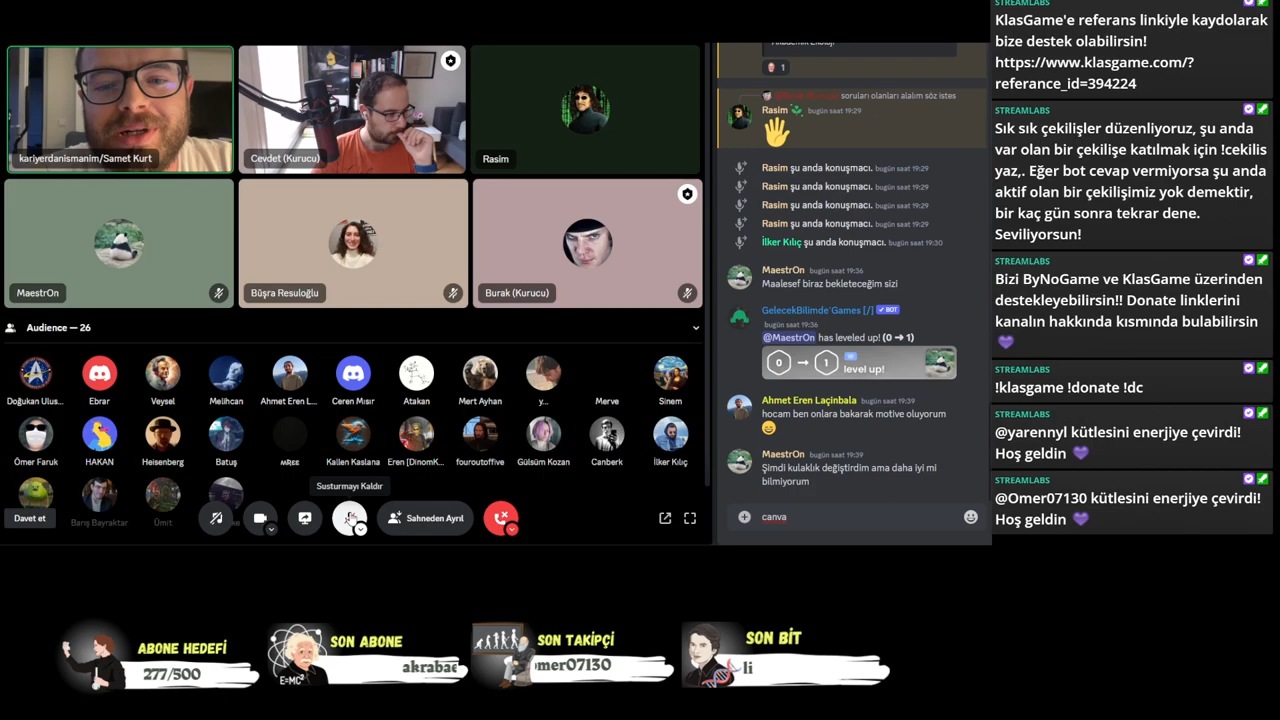 kariyerdanismanim/Samet Kurt
Cevdet (Kurucu)
Rasim
MaestrOn
Büşra Resuloğlu
Burak (Kurucu)
Audience — 26
Doğukan Ulus...
Ebrar
Veysel
Melihcan
Ahmet Eren L...
Ceren Mısır
Atakan
Mert Ayhan
y...
Merve
Sinem
Ömer Faruk
HAKAN
Heisenberg
Batuş
ᴍʀᴇᴇ
Kallen Kaslana
Eren [DinomK...
fouroutoffive
Gülsüm Kozan
Canberk
İlker Kılıç
Susturmayı Kaldır
Davet et
Barış Bayraktar
Ümit
Sahneden Ayrıl
1
soruları olanları alalım söz istes
Rasim bugün saat 19:29
Rasim şu anda konuşmacı. bugün saat 19:29
Rasim şu anda konuşmacı. bugün saat 19:29
Rasim şu anda konuşmacı. bugün saat 19:29
Rasim şu anda konuşmacı. bugün saat 19:29
İlker Kılıç şu anda konuşmacı. bugün saat 19:30
MaestrOn bugün saat 19:36
Maalesef biraz bekleteceğim sizi
GelecekBilimde'Games [/] BOT
bugün saat 19:36
@MaestrOn has leveled up! (0 ➜ 1)
0 → 1 level up!
Ahmet Eren Laçinbala bugün saat 19:39
hocam ben onlara bakarak motive oluyorum
MaestrOn bugün saat 19:39
Şimdi kulaklık değiştirdim ama daha iyi mi
bilmiyorum
canva
STREAMLABS
KlasGame'e referans linkiyle kaydolarak
bize destek olabilirsin!
https://www.klasgame.com/?
referance_id=394224
STREAMLABS
Sık sık çekilişler düzenliyoruz, şu anda
var olan bir çekilişe katılmak için !cekilis
yaz,. Eğer bot cevap vermiyorsa şu anda
aktif olan bir çekilişimiz yok demektir,
bir kaç gün sonra tekrar dene.
Seviliyorsun!
STREAMLABS
Bizi ByNoGame ve KlasGame üzerinden
destekleyebilirsin!! Donate linklerini
kanalın hakkında kısmında bulabilirsin
STREAMLABS
!klasgame !donate !dc
STREAMLABS
@yarennyl kütlesini enerjiye çevirdi!
Hoş geldin
STREAMLABS
@Omer07130 kütlesini enerjiye çevirdi!
Hoş geldin
ABONE HEDEFİ
277/500
SON ABONE
akrabae
E=MC²
SON TAKİPÇİ
omer07130
SON BİT
li